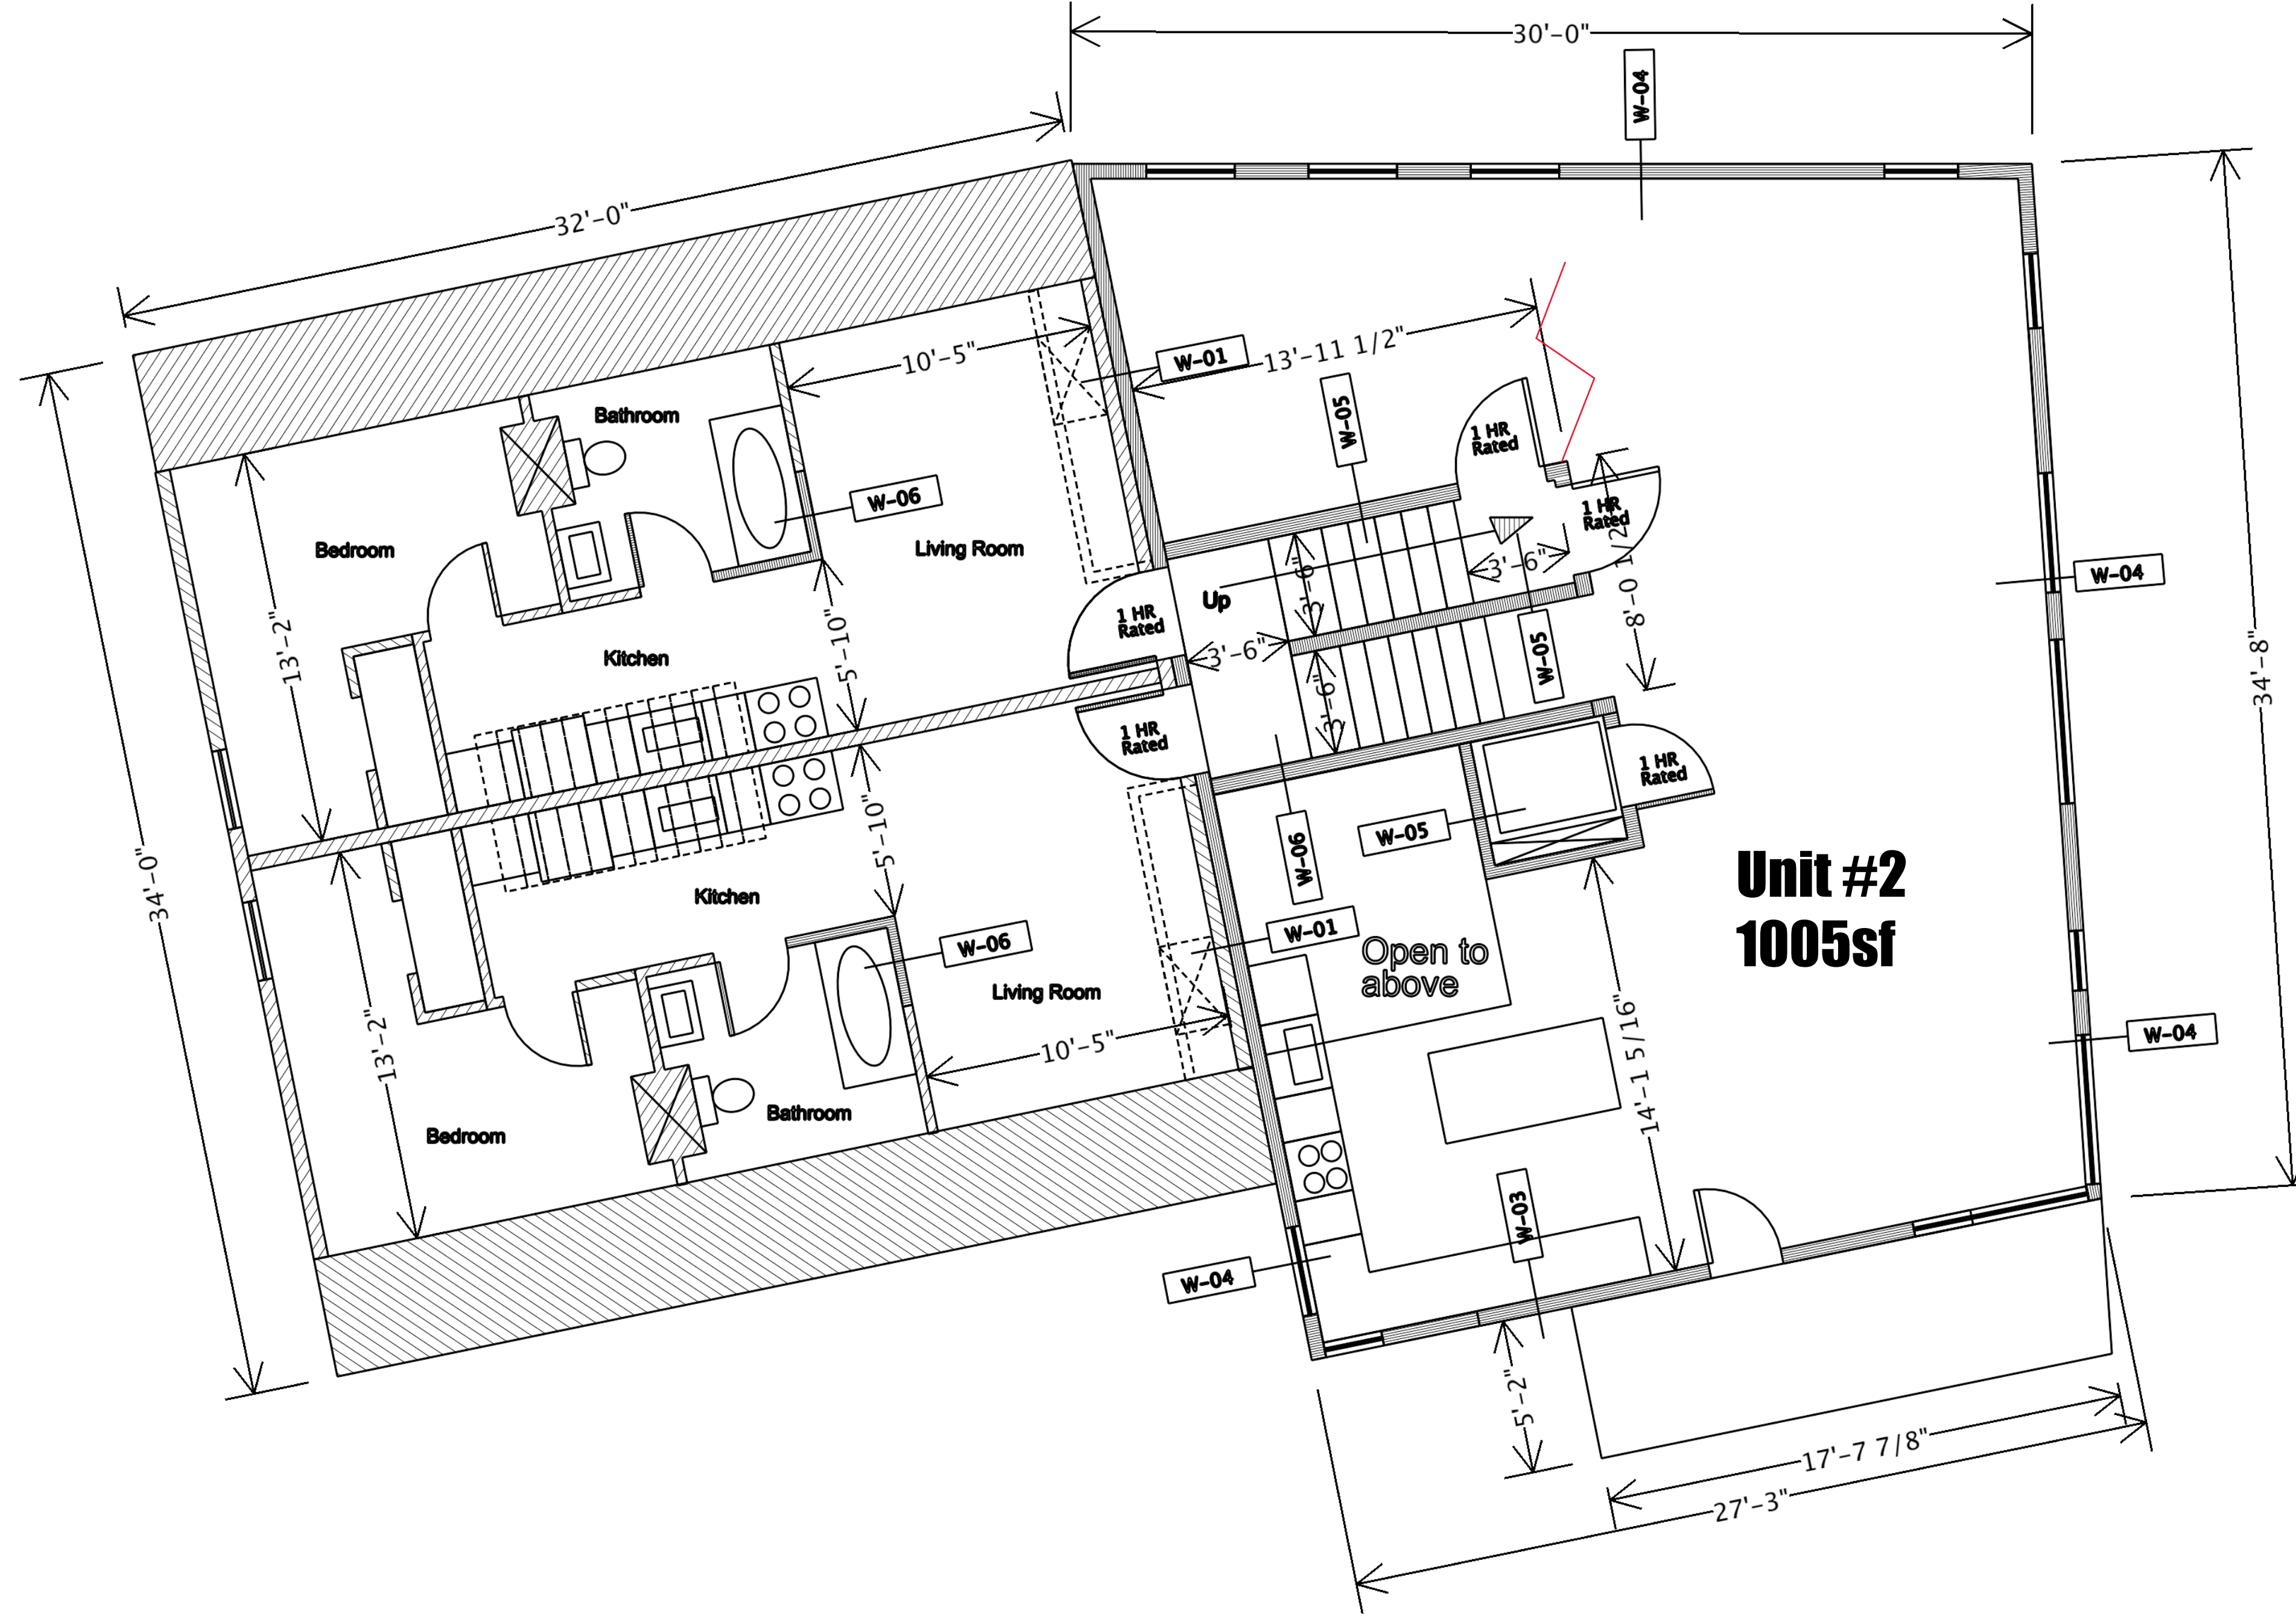 30'-0"
W-04
32'-0"
10'-5"
W-01
13'-11 1/2"
W-05
Bathroom
1 HR
Rated
W-06
1 HR
Rated
Bedroom
Living Room
3'-6"
3'-6"
8'-0 1/2"
W-04
Up
1 HR
Rated
13'-2"
5'-10"
Kitchen
3'-6"
W-05
34'-8"
3'-6"
1 HR
Rated
1 HR
Rated
34'-0"
5'-10"
W-05
W-06
Unit #2
1005sf
Kitchen
W-06
W-01
Open to
above
Living Room
10'-5"
13'-2"
14'-1 5/16"
W-04
Bathroom
Bedroom
W-03
W-04
5'-2"
17'-7 7/8"
27'-3"